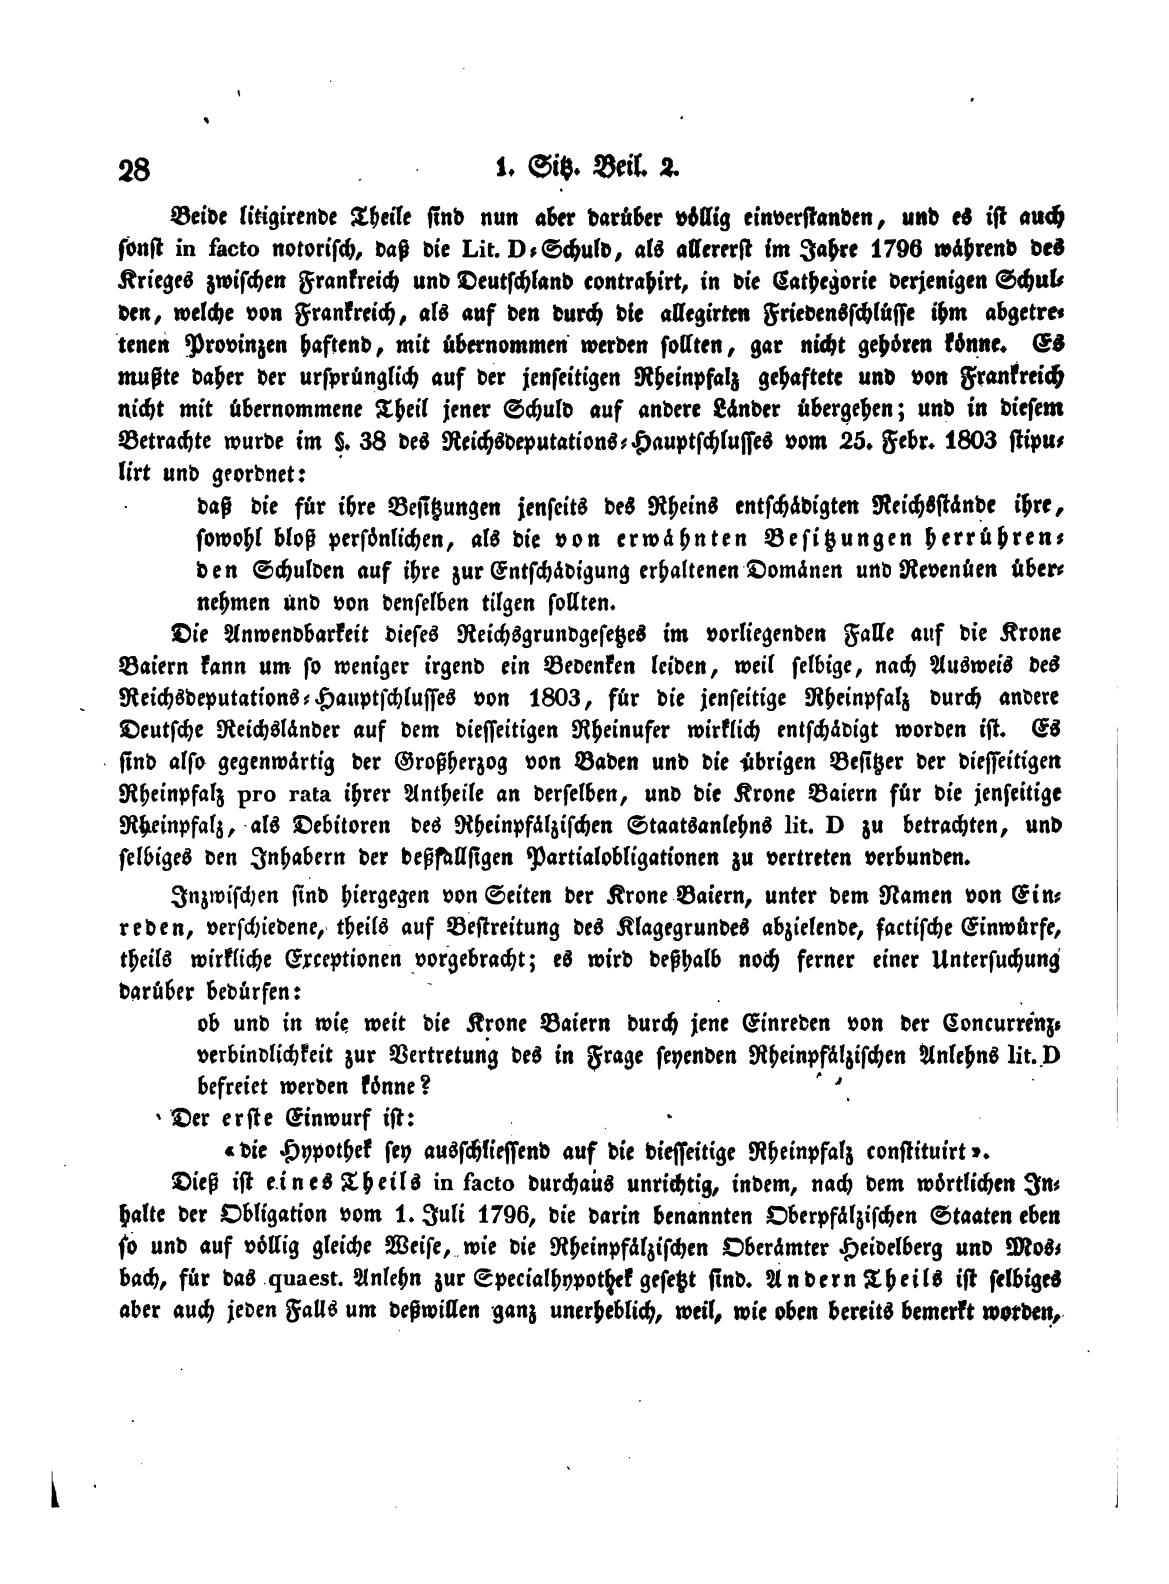 28
1. Sitz. Beil. 2.
Beide litigirende Theile sind nun aber darüber völlig einverstanden, und es ist auch
sonst in facto notorisch, daß die Lit. D-Schuld, als allererst im Jahre 1796 während des
Krieges zwischen Frankreich und Deutschland contrahirt, in die Cathegorie derjenigen Schul-
den, welche von Frankreich, als auf den durch die allegirten Friedensschlüsse ihm abgetre-
tenen Provinzen haftend, mit übernommen werden sollten, gar nicht gehören könne. Es
mußte daher der ursprünglich auf der jenseitigen Rheinpfalz gehaftete und von Frankreich
nicht mit übernommene Theil jener Schuld auf andere Länder übergehen; und in diesem
Betrachte wurde im §. 38 des Reichsdeputations-Hauptschlusses vom 25. Febr. 1803 stipu-
lirt und geordnet:
daß die für ihre Besitzungen jenseits des Rheins entschädigten Reichsstände ihre,
sowohl bloß persönlichen, als die von erwähnten Besitzungen herrühren-
den Schulden auf ihre zur Entschädigung erhaltenen Domänen und Revenüen über-
nehmen und von denselben tilgen sollten.
Die Anwendbarkeit dieses Reichsgrundgesetzes im vorliegenden Falle auf die Krone
Baiern kann um so weniger irgend ein Bedenken leiden, weil selbige, nach Ausweis des
Reichsdeputations-Hauptschlusses von 1803, für die jenseitige Rheinpfalz durch andere
Deutsche Reichsländer auf dem diesseitigen Rheinufer wirklich entschädigt worden ist. Es
sind also gegenwärtig der Großherzog von Baden und die übrigen Besitzer der diesseitigen
Rheinpfalz pro rata ihrer Antheile an derselben, und die Krone Baiern für die jenseitige
Rheinpfalz, als Debitoren des Rheinpfälzischen Staatsanlehns lit. D zu betrachten, und
selbiges den Inhabern der deßfallsigen Partialobligationen zu vertreten verbunden.
Inzwischen sind hiergegen von Seiten der Krone Baiern, unter dem Namen von Ein-
reden, verschiedene, theils auf Bestreitung des Klagegrundes abzielende, factische Einwürfe,
theils wirkliche Exceptionen vorgebracht; es wird deßhalb noch ferner einer Untersuchung
darüber bedürfen:
ob und in wie weit die Krone Baiern durch jene Einreden von der Concurrenz-
verbindlichkeit zur Vertretung des in Frage seyenden Rheinpfälzischen Anlehns lit. D
befreiet werden könne?
Der erste Einwurf ist:
«die Hypothek sey ausschliessend auf die diesseitige Rheinpfalz constituirt».
Dieß ist eines Theils in facto durchaus unrichtig, indem, nach dem wörtlichen In-
halte der Obligation vom 1. Juli 1796, die darin benannten Oberpfälzischen Staaten eben
so und auf völlig gleiche Weise, wie die Rheinpfälzischen Oberämter Heidelberg und Mos-
bach, für das quaest. Anlehn zur Specialhypothek gesetzt sind. Andern Theils ist selbiges
aber auch jeden Falls um deßwillen ganz unerheblich, weil, wie oben bereits bemerkt worden,